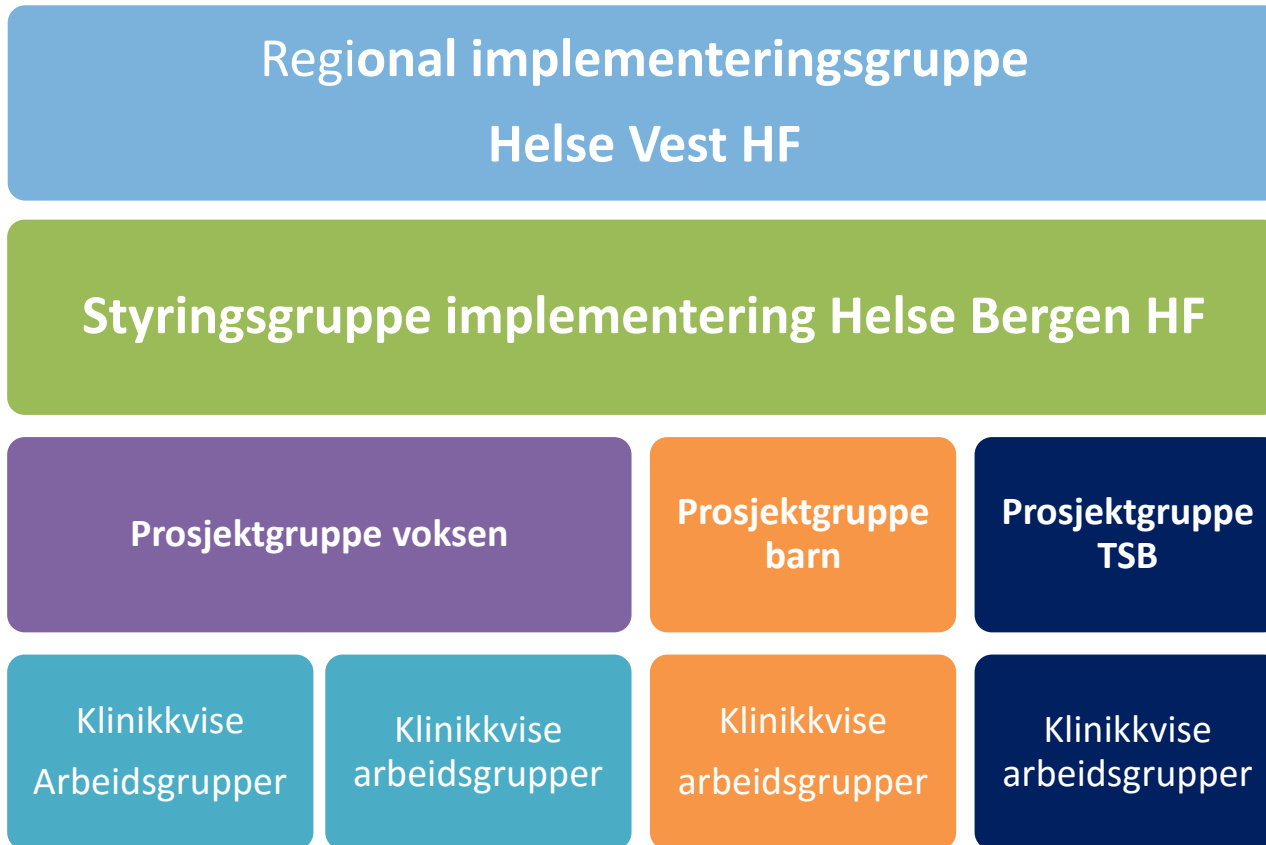 Regional implementeringsgruppe
Helse Vest HF
Styringsgruppe implementering Helse Bergen HF
Prosjektgruppe voksen
Prosjektgruppe
barn
Prosjektgruppe
TSB
Klinikkvise
Arbeidsgrupper
Klinikkvise
arbeidsgrupper
Klinikkvise
arbeidsgrupper
Klinikkvise
arbeidsgrupper